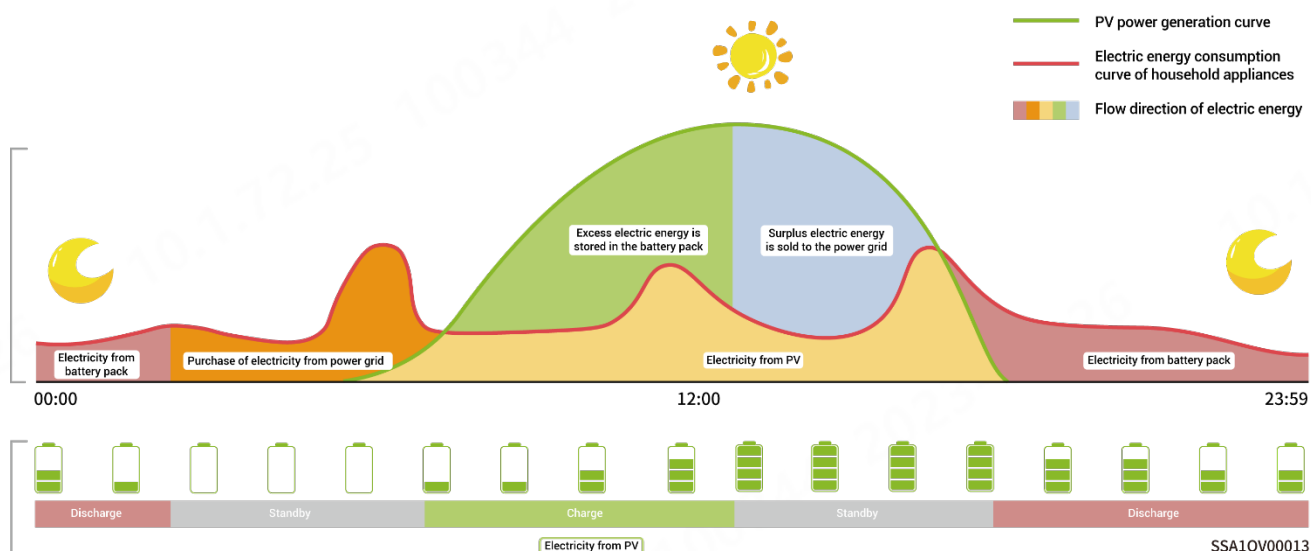 PV power generation curve
Electric energy consumption
curve of household appliances
Flow direction of electric energy
Excess electric energy is
stored in the battery pack
Surplus electric energy
is sold to the power grid
Electricity from
battery pack
Purchase of electricity from power grid
Electricity from PV
Electricity from battery pack
00:00
12:00
23:59
Discharge
Standby
Charge
Standby
Discharge
Electricity from PV
SSA1OV00013